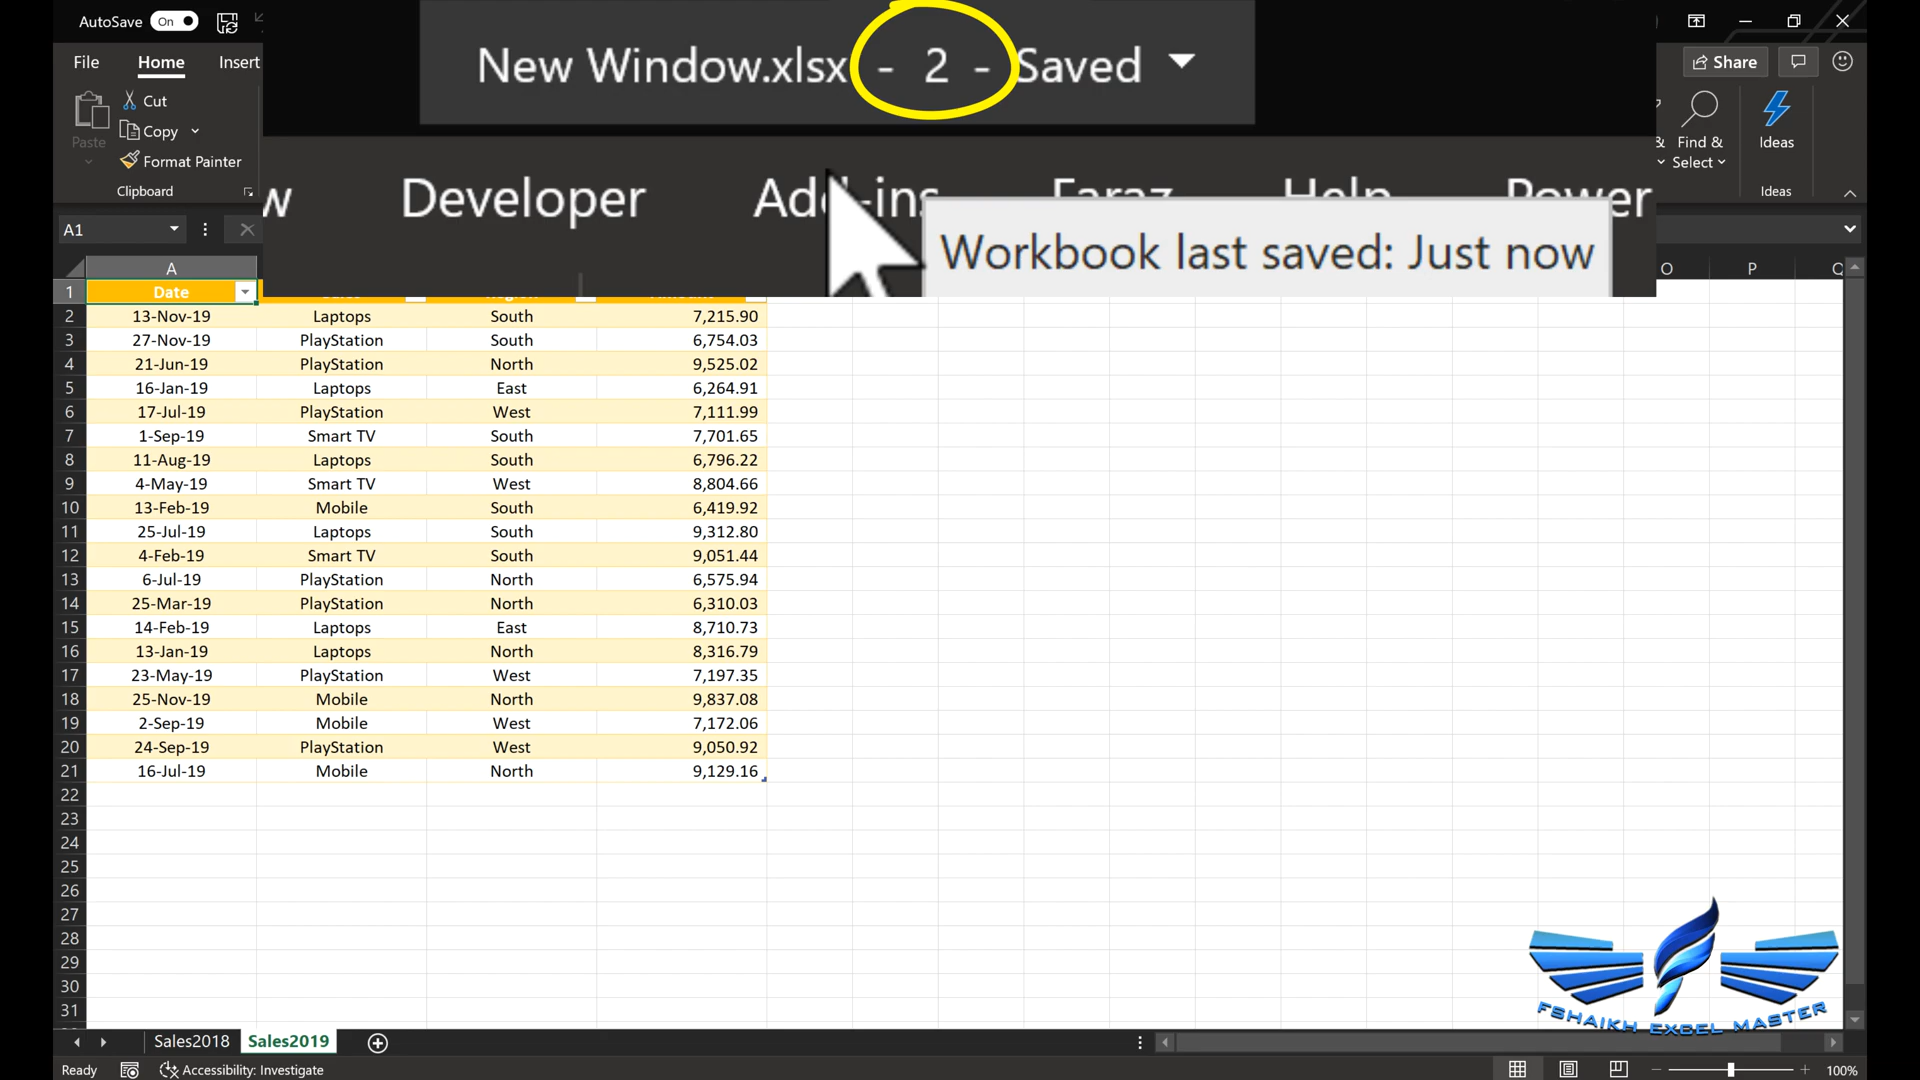 AutoSave On
New Window.xlsx - 2 - Saved
File Home Insert
Share
Cut
Copy
Paste
Format Painter
Clipboard
w Developer Add-ins Faraz Help Power
Workbook last saved: Just now
& Find &
Select
Ideas
Ideas
A1
A O P Q
1 Date
2 13-Nov-19 Laptops South 7,215.90
3 27-Nov-19 PlayStation South 6,754.03
4 21-Jun-19 PlayStation North 9,525.02
5 16-Jan-19 Laptops East 6,264.91
6 17-Jul-19 PlayStation West 7,111.99
7 1-Sep-19 Smart TV South 7,701.65
8 11-Aug-19 Laptops South 6,796.22
9 4-May-19 Smart TV West 8,804.66
10 13-Feb-19 Mobile South 6,419.92
11 25-Jul-19 Laptops South 9,312.80
12 4-Feb-19 Smart TV South 9,051.44
13 6-Jul-19 PlayStation North 6,575.94
14 25-Mar-19 PlayStation North 6,310.03
15 14-Feb-19 Laptops East 8,710.73
16 13-Jan-19 Laptops North 8,316.79
17 23-May-19 PlayStation West 7,197.35
18 25-Nov-19 Mobile North 9,837.08
19 2-Sep-19 Mobile West 7,172.06
20 24-Sep-19 PlayStation West 9,050.92
21 16-Jul-19 Mobile North 9,129.16
22
23
24
25
26
27
28
29
30
31
FSHAIKH EXCEL MASTER
Sales2018 Sales2019
Ready Accessibility: Investigate 100%